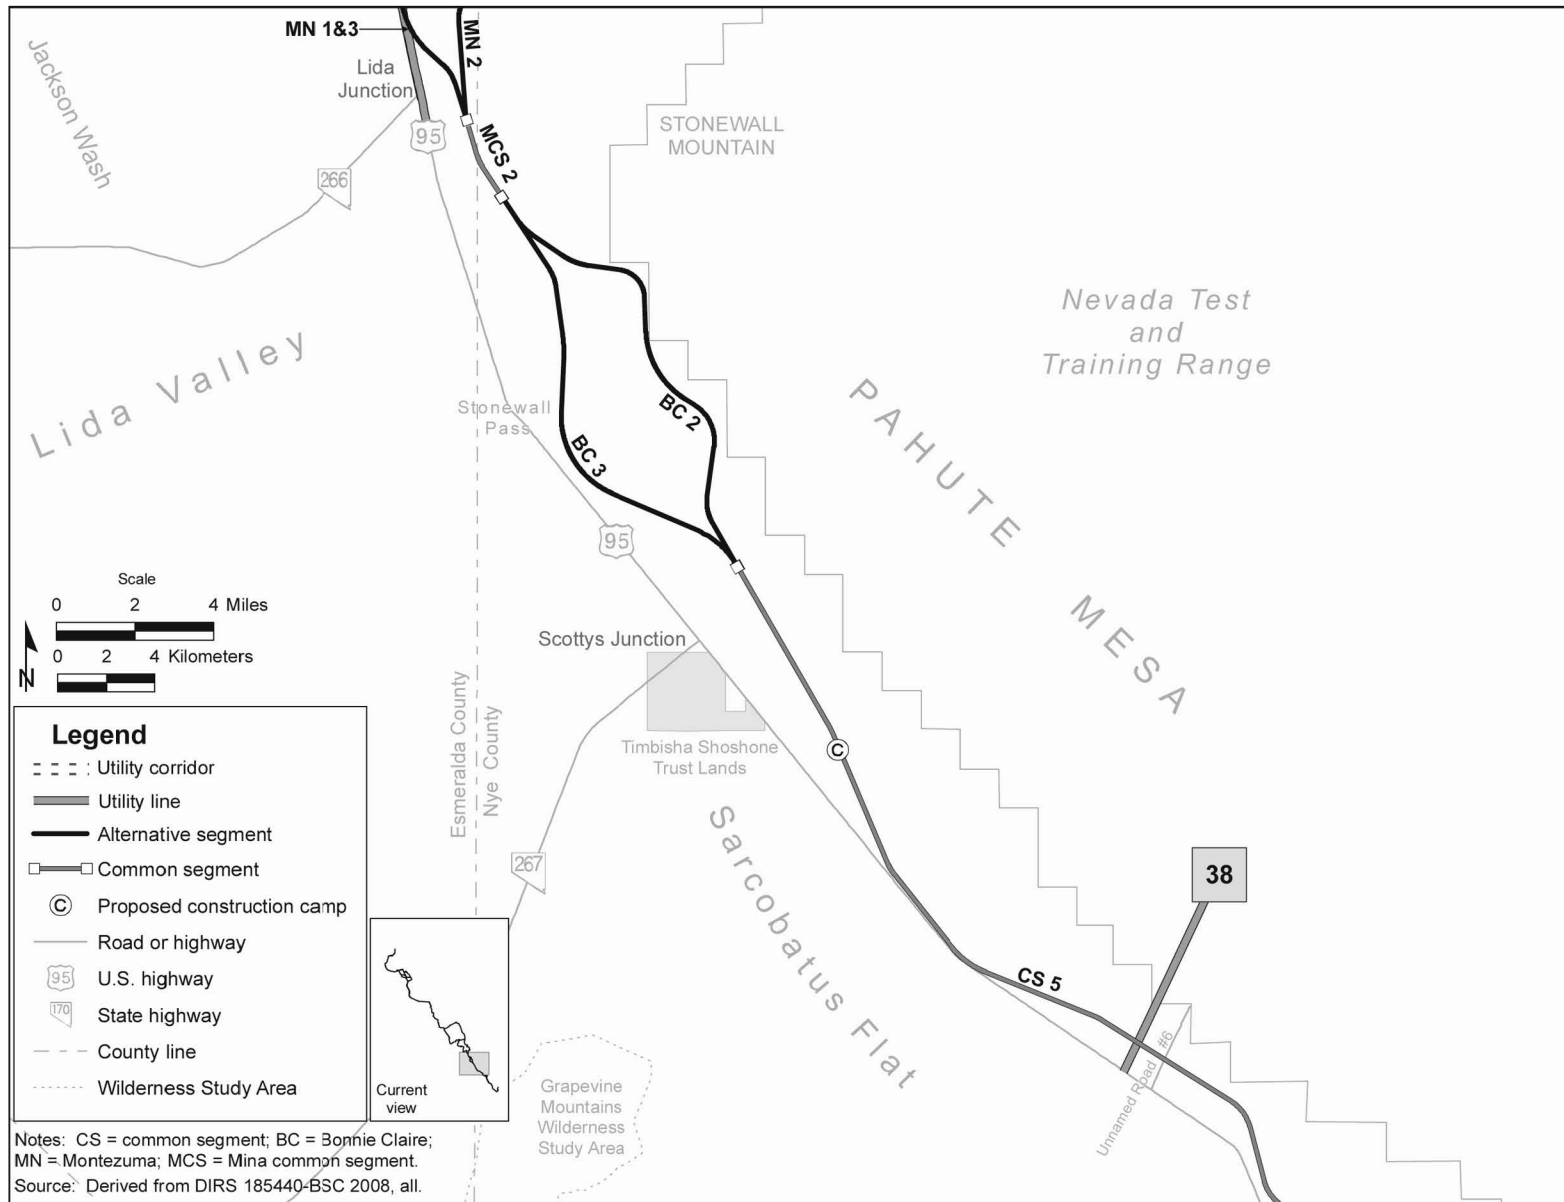 MN 1&3
MN 2
Jackson Wash
Lida
Junction
95
MCS 2
STONEWALL
MOUNTAIN
266
Nevada Test
and
Training Range
Lida Valley
Stonewall
Pass
BC 2
BC 3
PAHUTE MESA
95
Scale
0 2 4 Miles
0 2 4 Kilometers
N
Scottys Junction
Esmeralda County
Nye County
Timbisha Shoshone
Trust Lands
C
Sarcobatus Flat
267
38
CS 5
Unnamed Road #6
Grapevine
Mountains
Wilderness
Study Area
Legend
Utility corridor
Utility line
Alternative segment
Common segment
C Proposed construction camp
Road or highway
95 U.S. highway
170 State highway
County line
Wilderness Study Area
Current
view
Notes: CS = common segment; BC = Bonnie Claire;
MN = Montezuma; MCS = Mina common segment.
Source: Derived from DIRS 185440-BSC 2008, all.